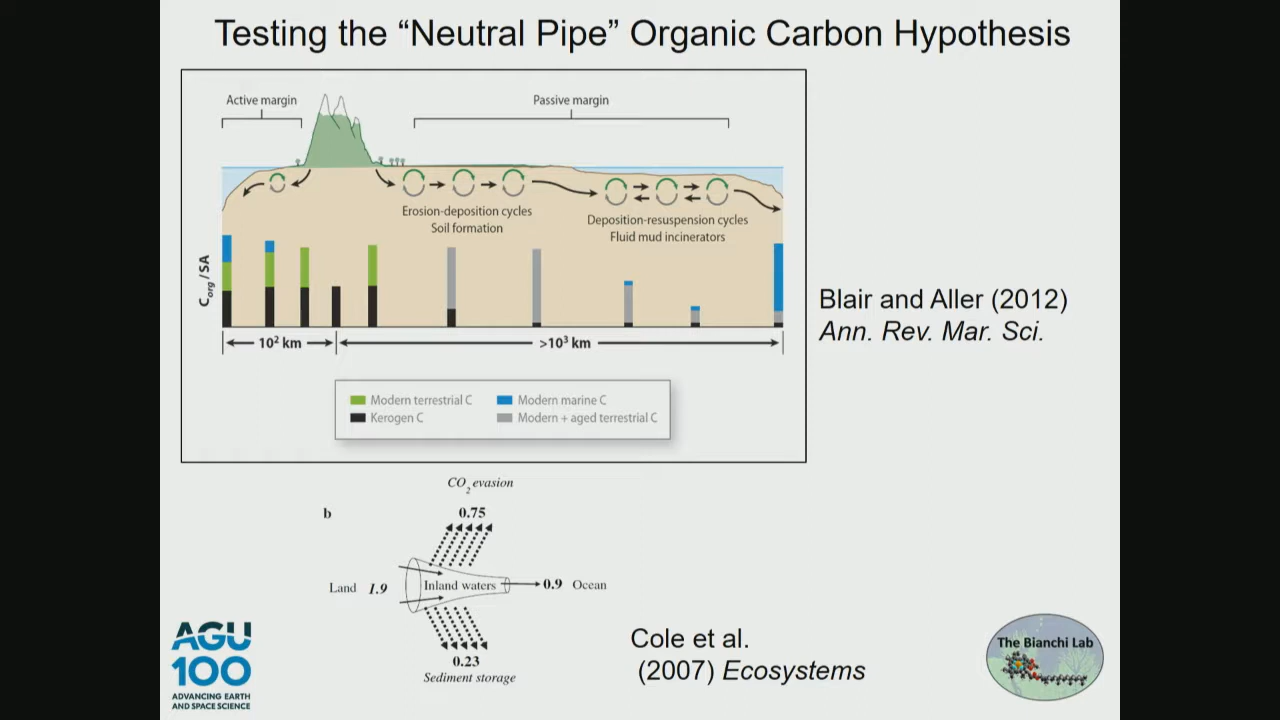 Testing the “Neutral Pipe” Organic Carbon Hypothesis
Active margin
Passive margin
Erosion-deposition cycles
Soil formation
Deposition-resuspension cycles
Fluid mud incinerators
Corg / SA
10² km
>10³ km
Modern terrestrial C
Modern marine C
Kerogen C
Modern + aged terrestrial C
Blair and Aller (2012)
Ann. Rev. Mar. Sci.
CO₂ evasion
b
0.75
Land 1.9
Inland waters
0.9 Ocean
0.23
Sediment storage
Cole et al.
(2007) Ecosystems
AGU
100
ADVANCING EARTH
AND SPACE SCIENCE
The Bianchi Lab